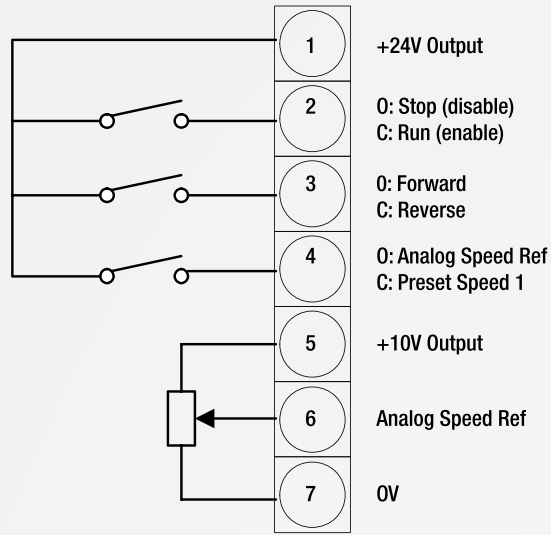 1 +24V Output
2 O: Stop (disable)
C: Run (enable)
3 O: Forward
C: Reverse
4 O: Analog Speed Ref
C: Preset Speed 1
5 +10V Output
6 Analog Speed Ref
7 0V